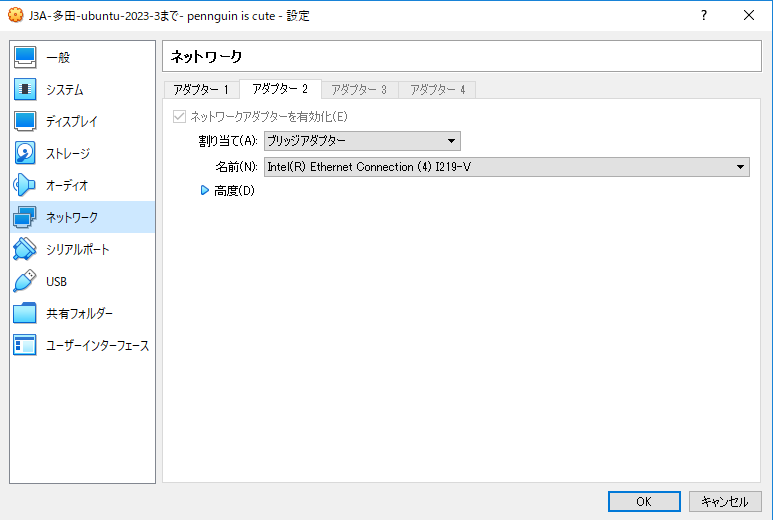 J3A-多田-ubuntu-2023-3まで- pennguin is cute - 設定
?
一般
システム
ディスプレイ
ストレージ
オーディオ
ネットワーク
シリアルポート
USB
共有フォルダー
ユーザーインターフェース
ネットワーク
アダプター 1
アダプター 2
アダプター 3
アダプター 4
ネットワークアダプターを有効化(E)
割り当て(A): ブリッジアダプター
名前(N): Intel(R) Ethernet Connection (4) I219-V
高度(D)
OK
キャンセル